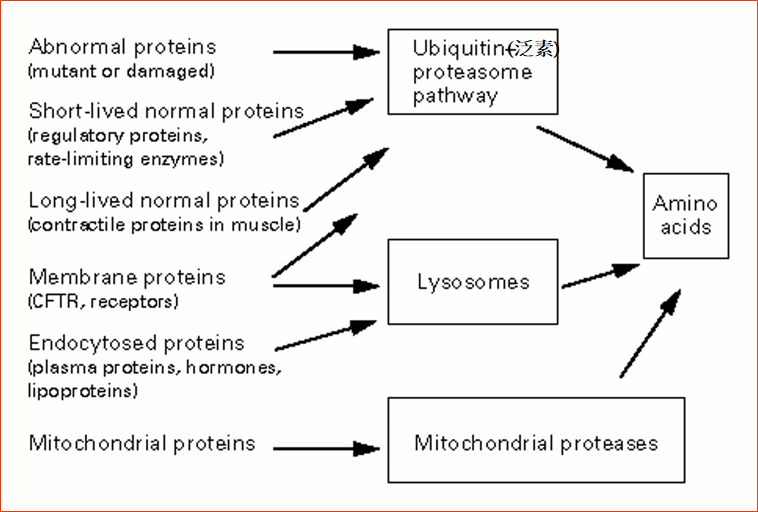 Abnormal proteins
(mutant or damaged)
Short-lived normal proteins
(regulatory proteins,
rate-limiting enzymes)
Long-lived normal proteins
(contractile proteins in muscle)
Membrane proteins
(CFTR, receptors)
Endocytosed proteins
(plasma proteins, hormones,
lipoproteins)
Mitochondrial proteins
Ubiquitin-(泛素)
proteasome
pathway
Lysosomes
Mitochondrial proteases
Amino
acids